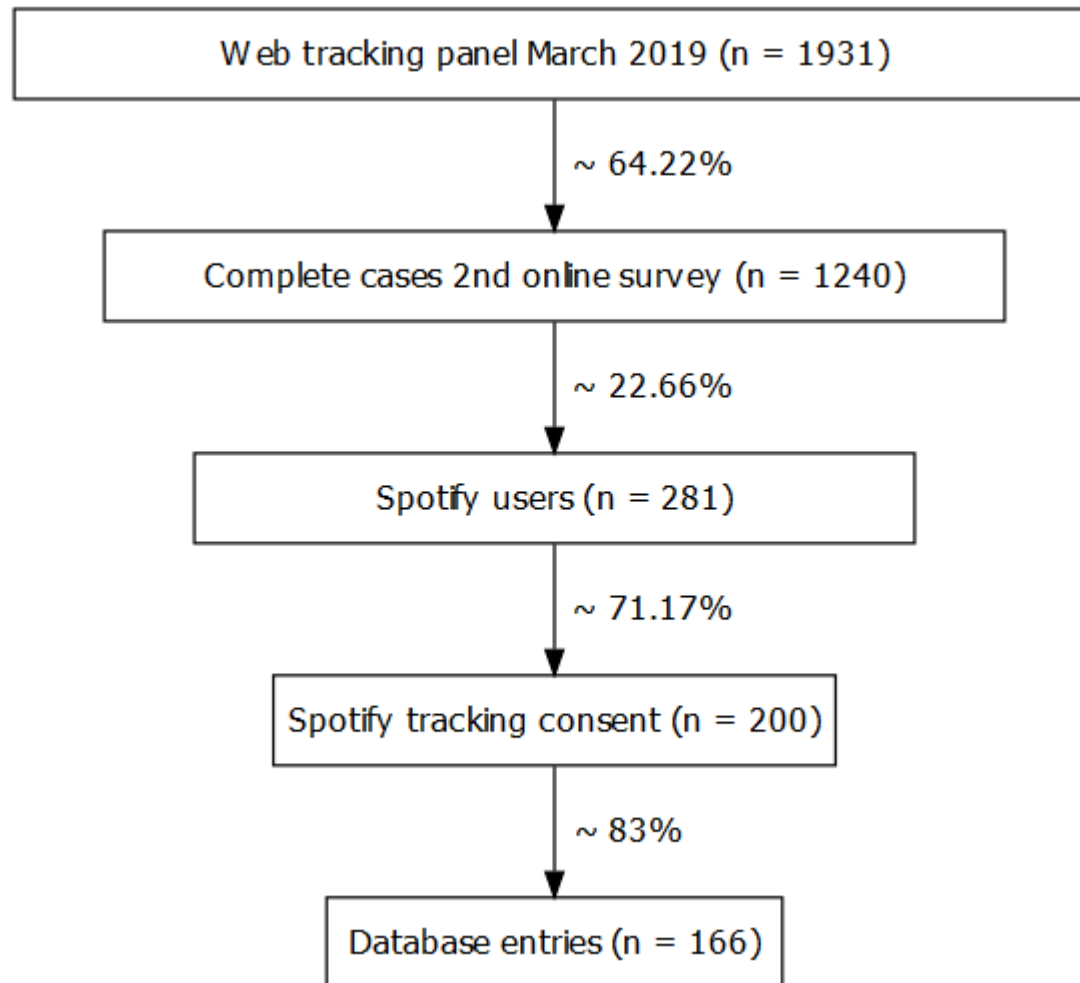 Web tracking panel March 2019 (n = 1931)
~ 64.22%
Complete cases 2nd online survey (n = 1240)
~ 22.66%
Spotify users (n = 281)
~ 71.17%
Spotify tracking consent (n = 200)
~ 83%
Database entries (n = 166)